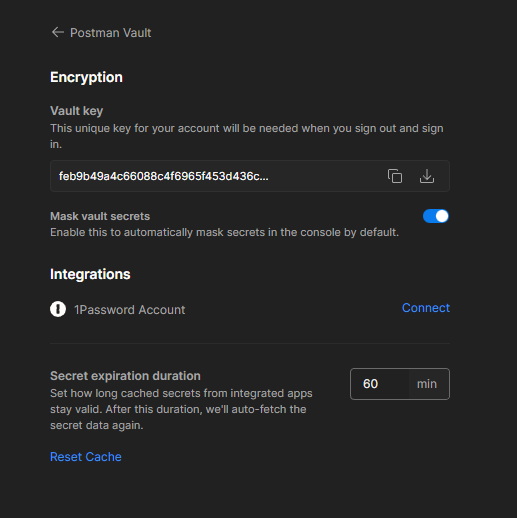 Postman Vault
Encryption
Vault key
This unique key for your account will be needed when you sign out and sign
in.
feb9b49a4c66088c4f6965f453d436c...
Mask vault secrets
Enable this to automatically mask secrets in the console by default.
Integrations
1Password Account
Connect
Secret expiration duration
60 min
Set how long cached secrets from integrated apps
stay valid. After this duration, we'll auto-fetch the
secret data again.
Reset Cache